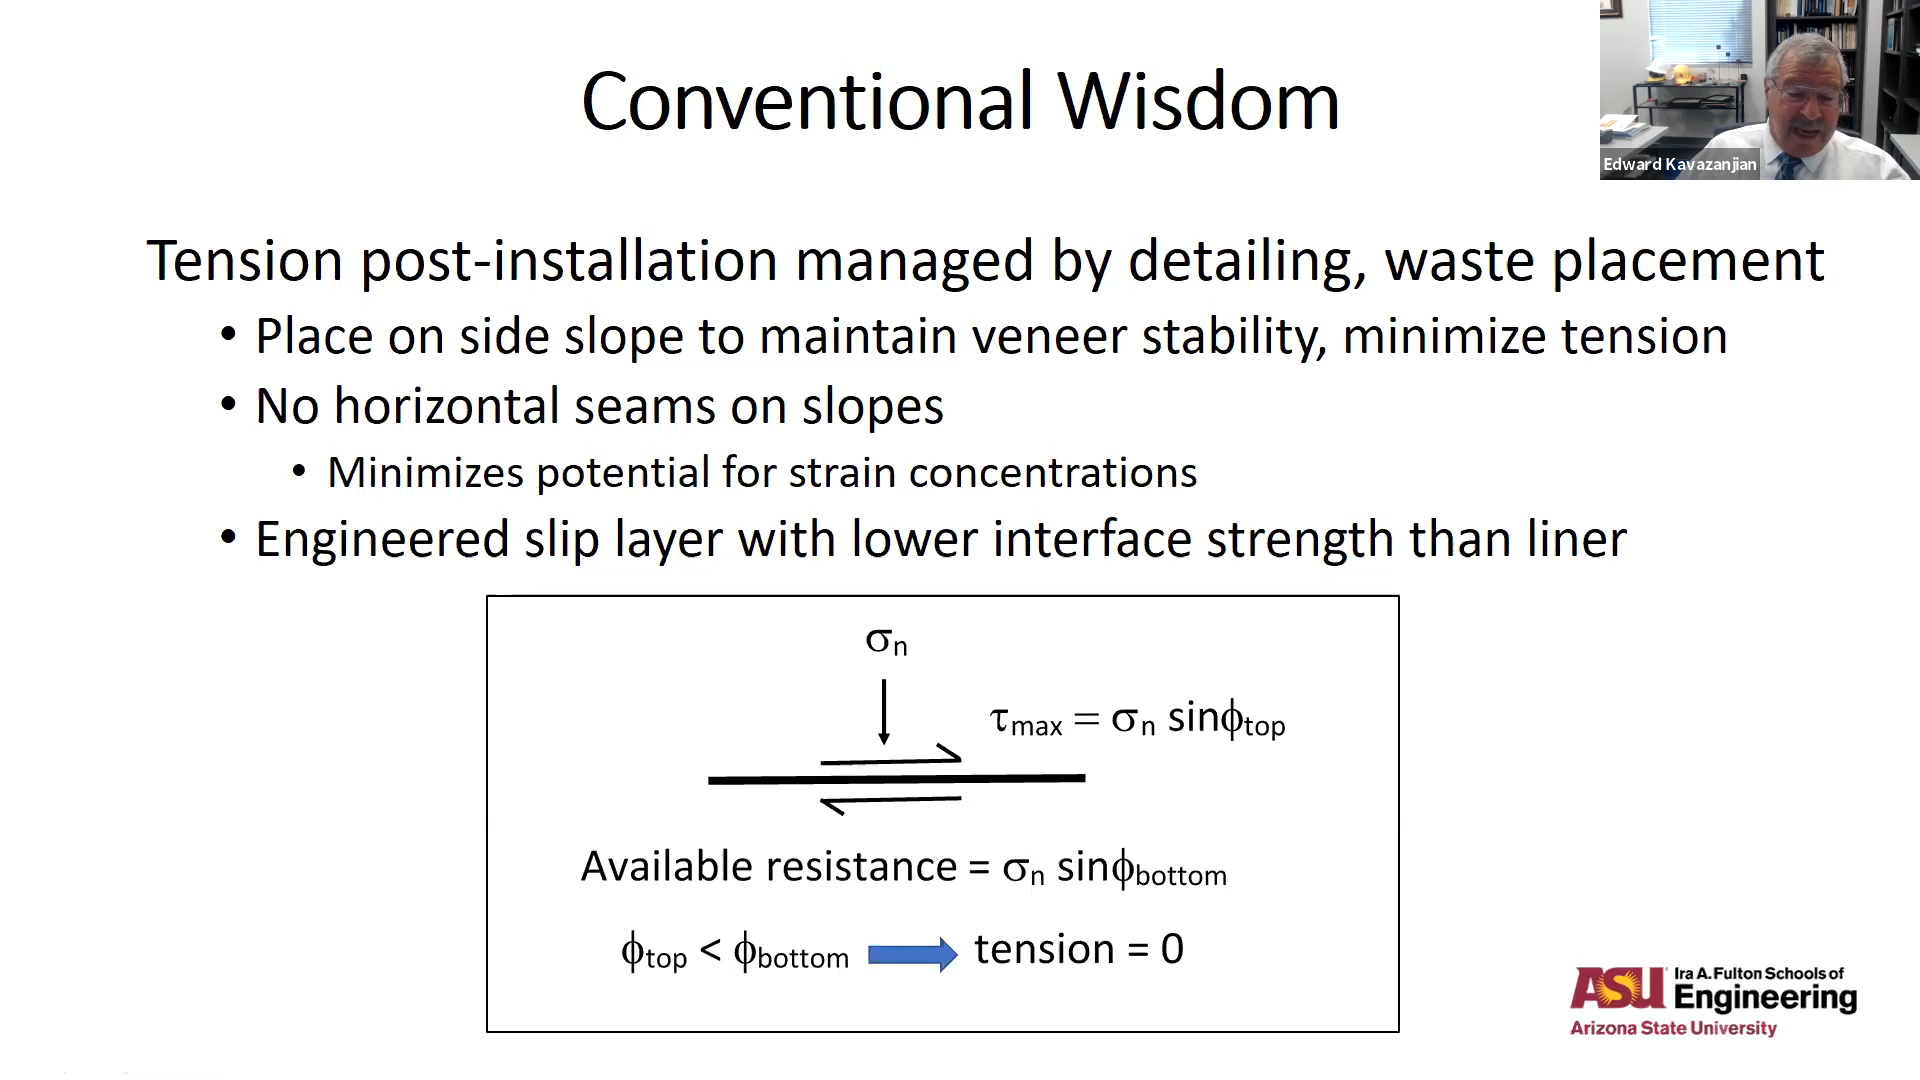 Conventional Wisdom
Edward Kavazanjian
Tension post-installation managed by detailing, waste placement
• Place on side slope to maintain veneer stability, minimize tension
• No horizontal seams on slopes
• Minimizes potential for strain concentrations
• Engineered slip layer with lower interface strength than liner
σn
τmax = σn sinϕtop
Available resistance = σn sinϕbottom
ϕtop < ϕbottom tension = 0
ASU Ira A. Fulton Schools of
Engineering
Arizona State University